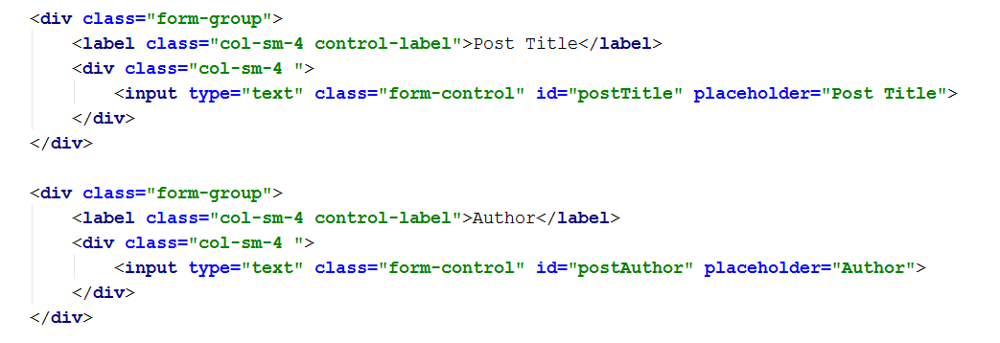 <div class="form-group">
    <label class="col-sm-4 control-label">Post Title</label>
    <div class="col-sm-4 ">
        <input type="text" class="form-control" id="postTitle" placeholder="Post Title">
    </div>
</div>

<div class="form-group">
    <label class="col-sm-4 control-label">Author</label>
    <div class="col-sm-4 ">
        <input type="text" class="form-control" id="postAuthor" placeholder="Author">
    </div>
</div>